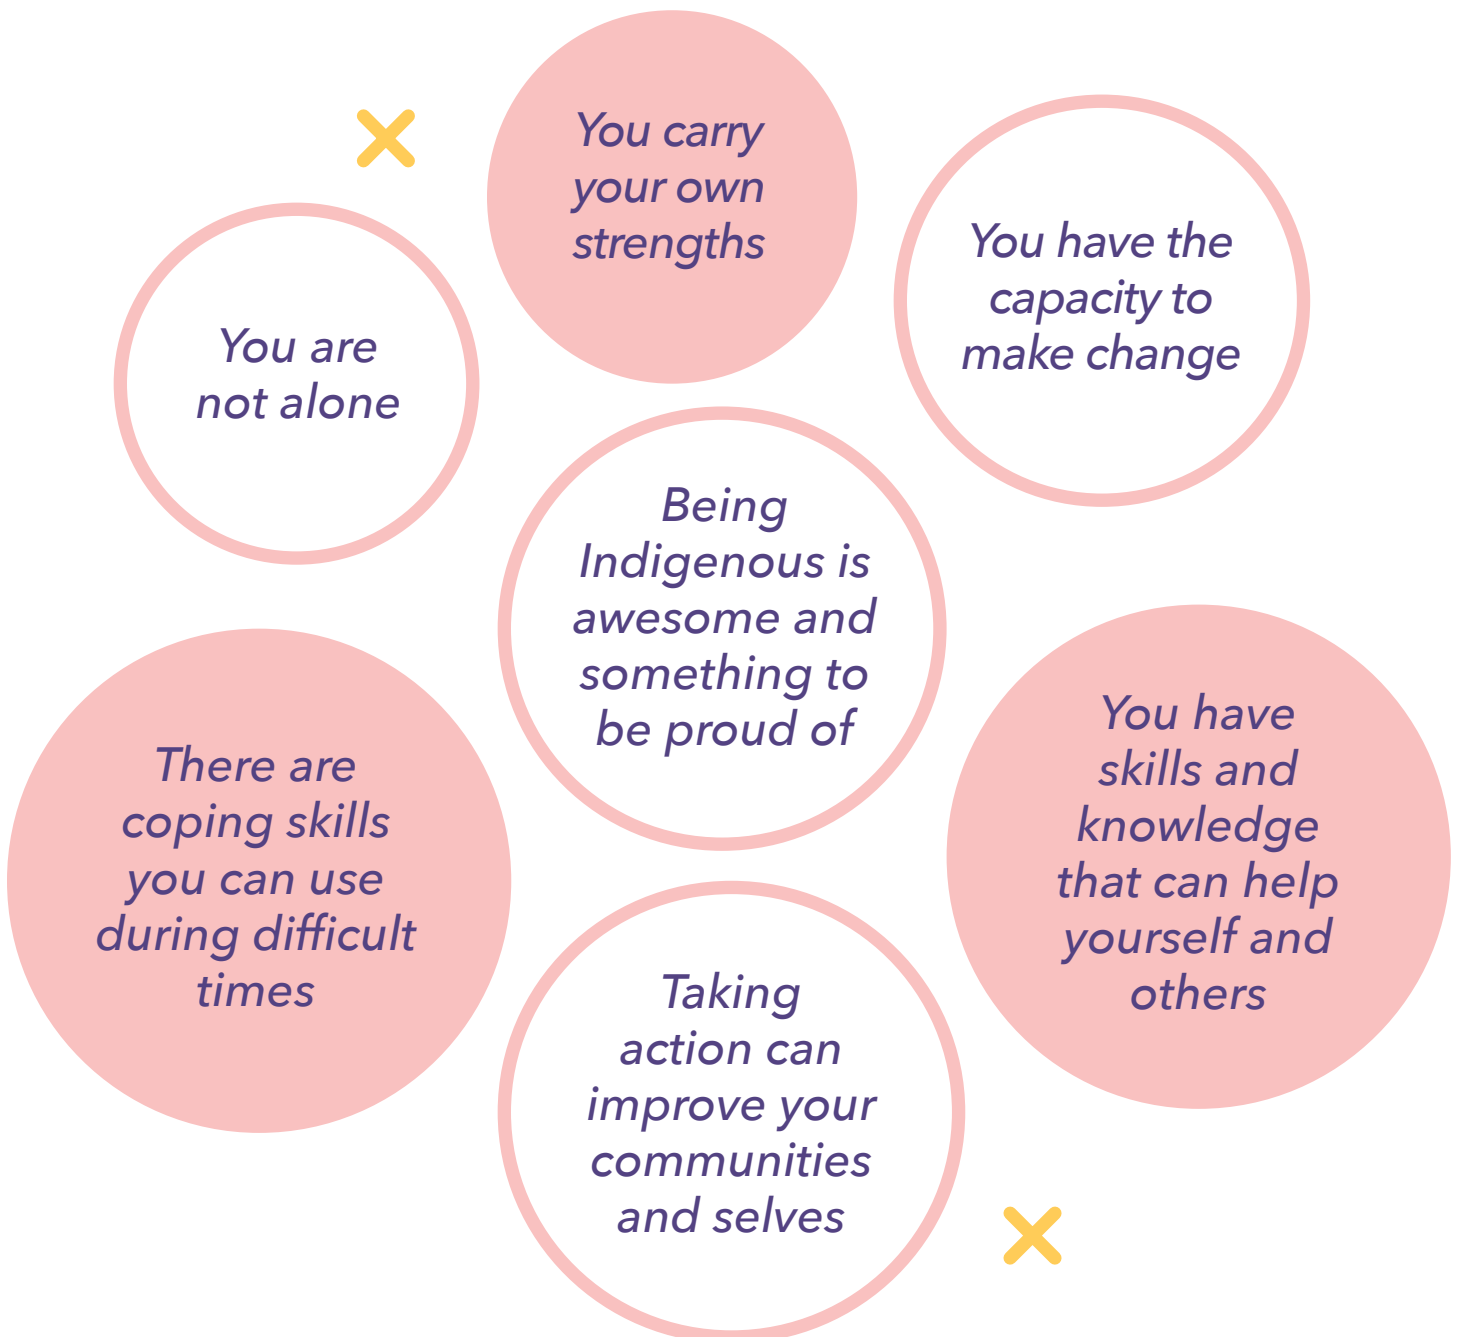 You carry
your own
strengths
You have the
capacity to
make change
You are
not alone
Being
Indigenous is
awesome and
something to
be proud of
You have
skills and
knowledge
that can help
yourself and
others
There are
coping skills
you can use
during difficult
times
Taking
action can
improve your
communities
and selves